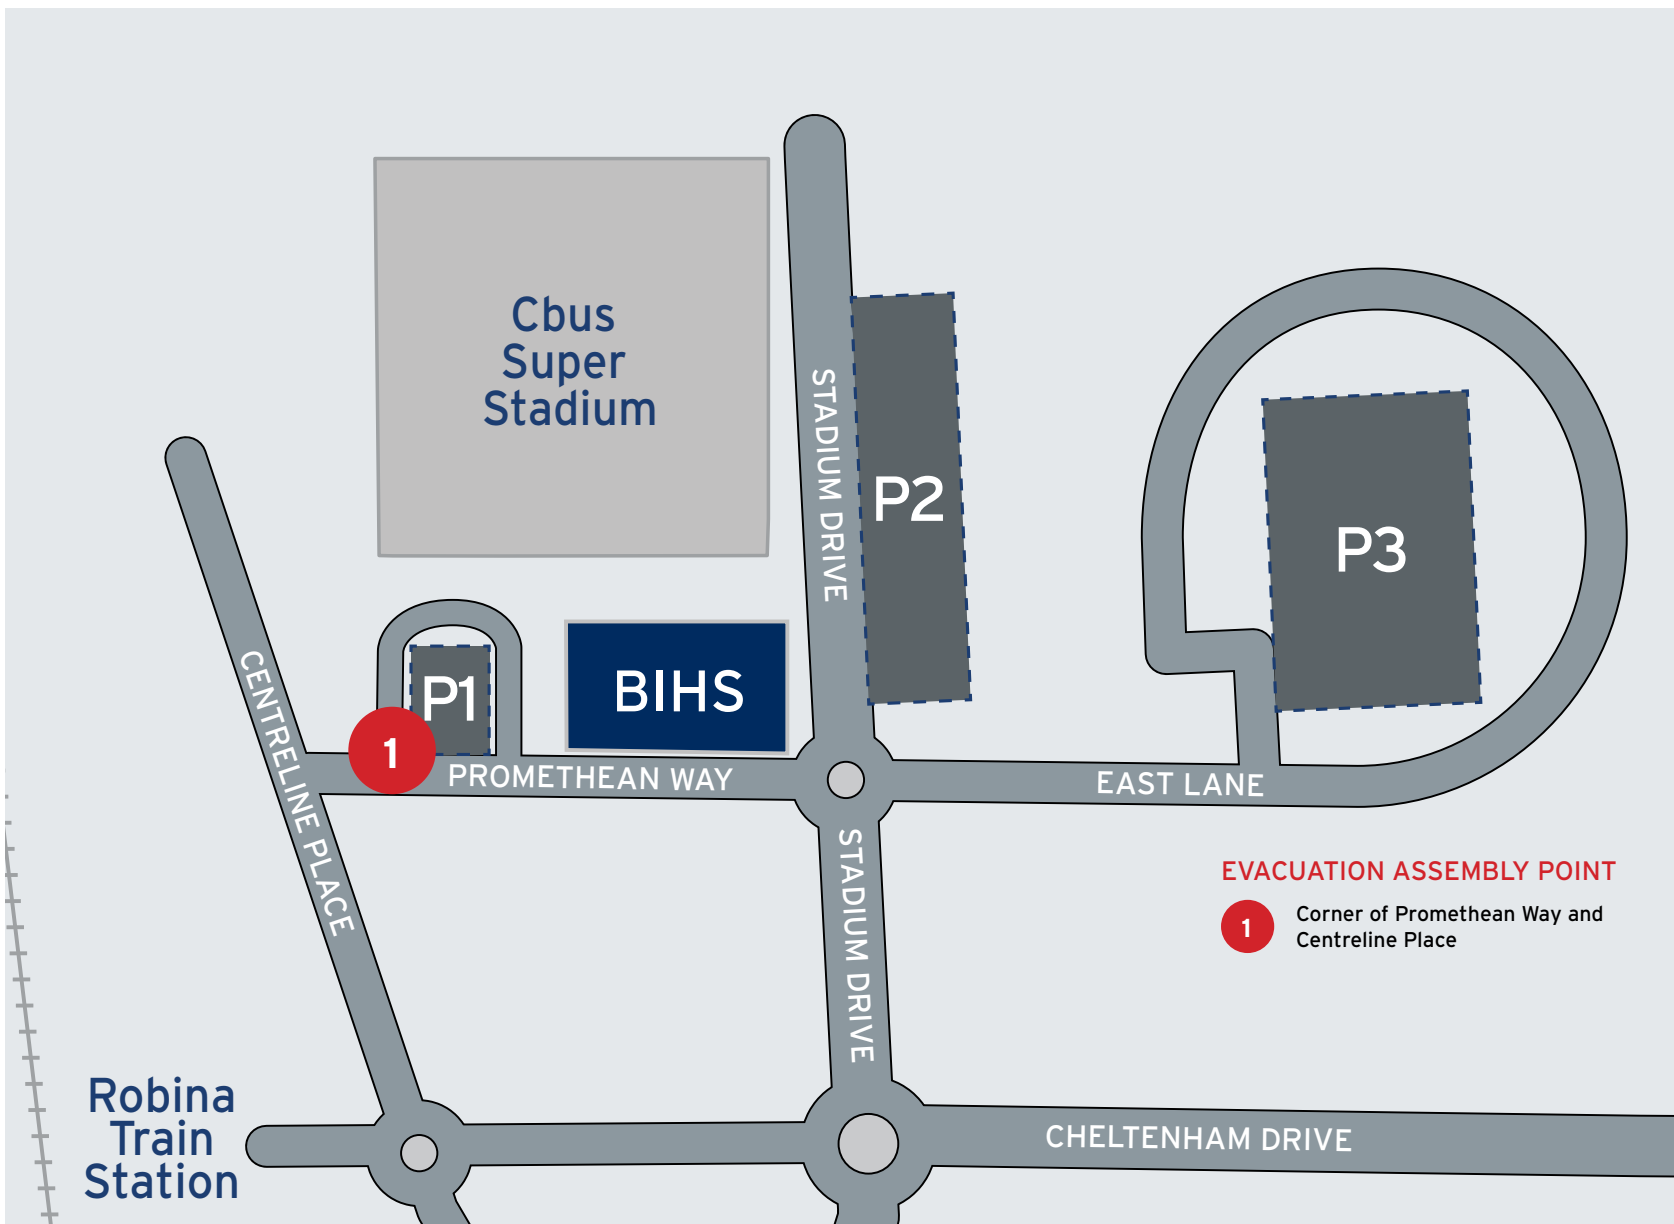 Cbus
Super
Stadium
STADIUM DRIVE
P2
P3
CENTRELINE PLACE
P1
BIHS
1
PROMETHEAN WAY
EAST LANE
STADIUM DRIVE
EVACUATION ASSEMBLY POINT
1
Corner of Promethean Way and
Centreline Place
Robina
Train
Station
CHELTENHAM DRIVE